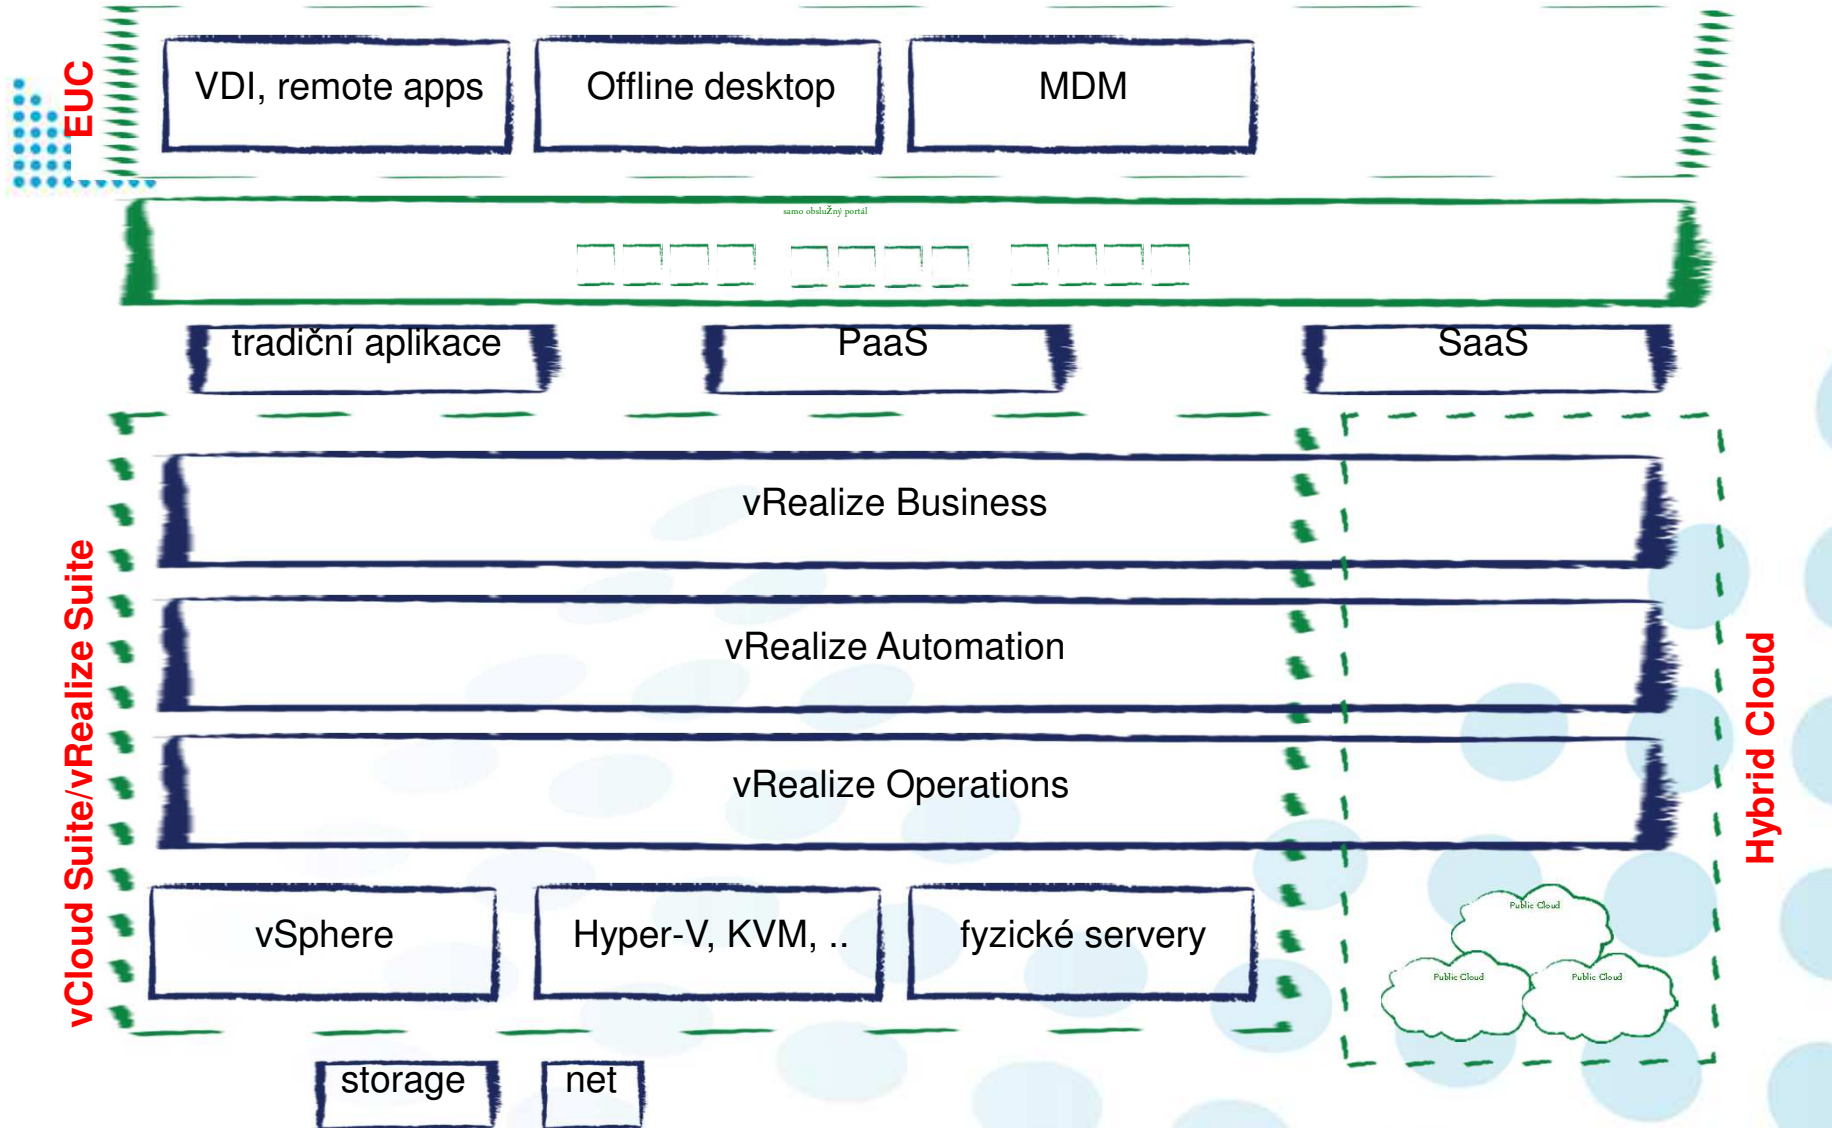 EUC
VDI, remote apps
Offline desktop
MDM
samo obslužný portál
tradiční aplikace
PaaS
SaaS
vCloud Suite/vRealize Suite
vRealize Business
vRealize Automation
vRealize Operations
Hybrid Cloud
vSphere
Hyper-V, KVM, ..
fyzické servery
Public Cloud
Public Cloud
Public Cloud
storage
net